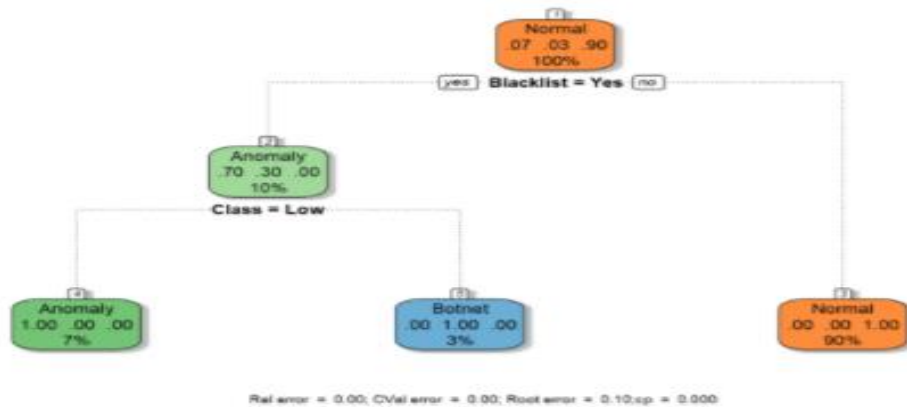 1
Normal
.07 .03 .90
100%
yes Blacklist = Yes no
2
Anomaly
.70 .30 .00
10%
Class = Low
4
Anomaly
1.00 .00 .00
7%
5
Botnet
.00 1.00 .00
3%
3
Normal
.00 .00 1.00
90%
Rel error = 0.00; CVal error = 0.00; Root error = 0.10;cp = 0.000